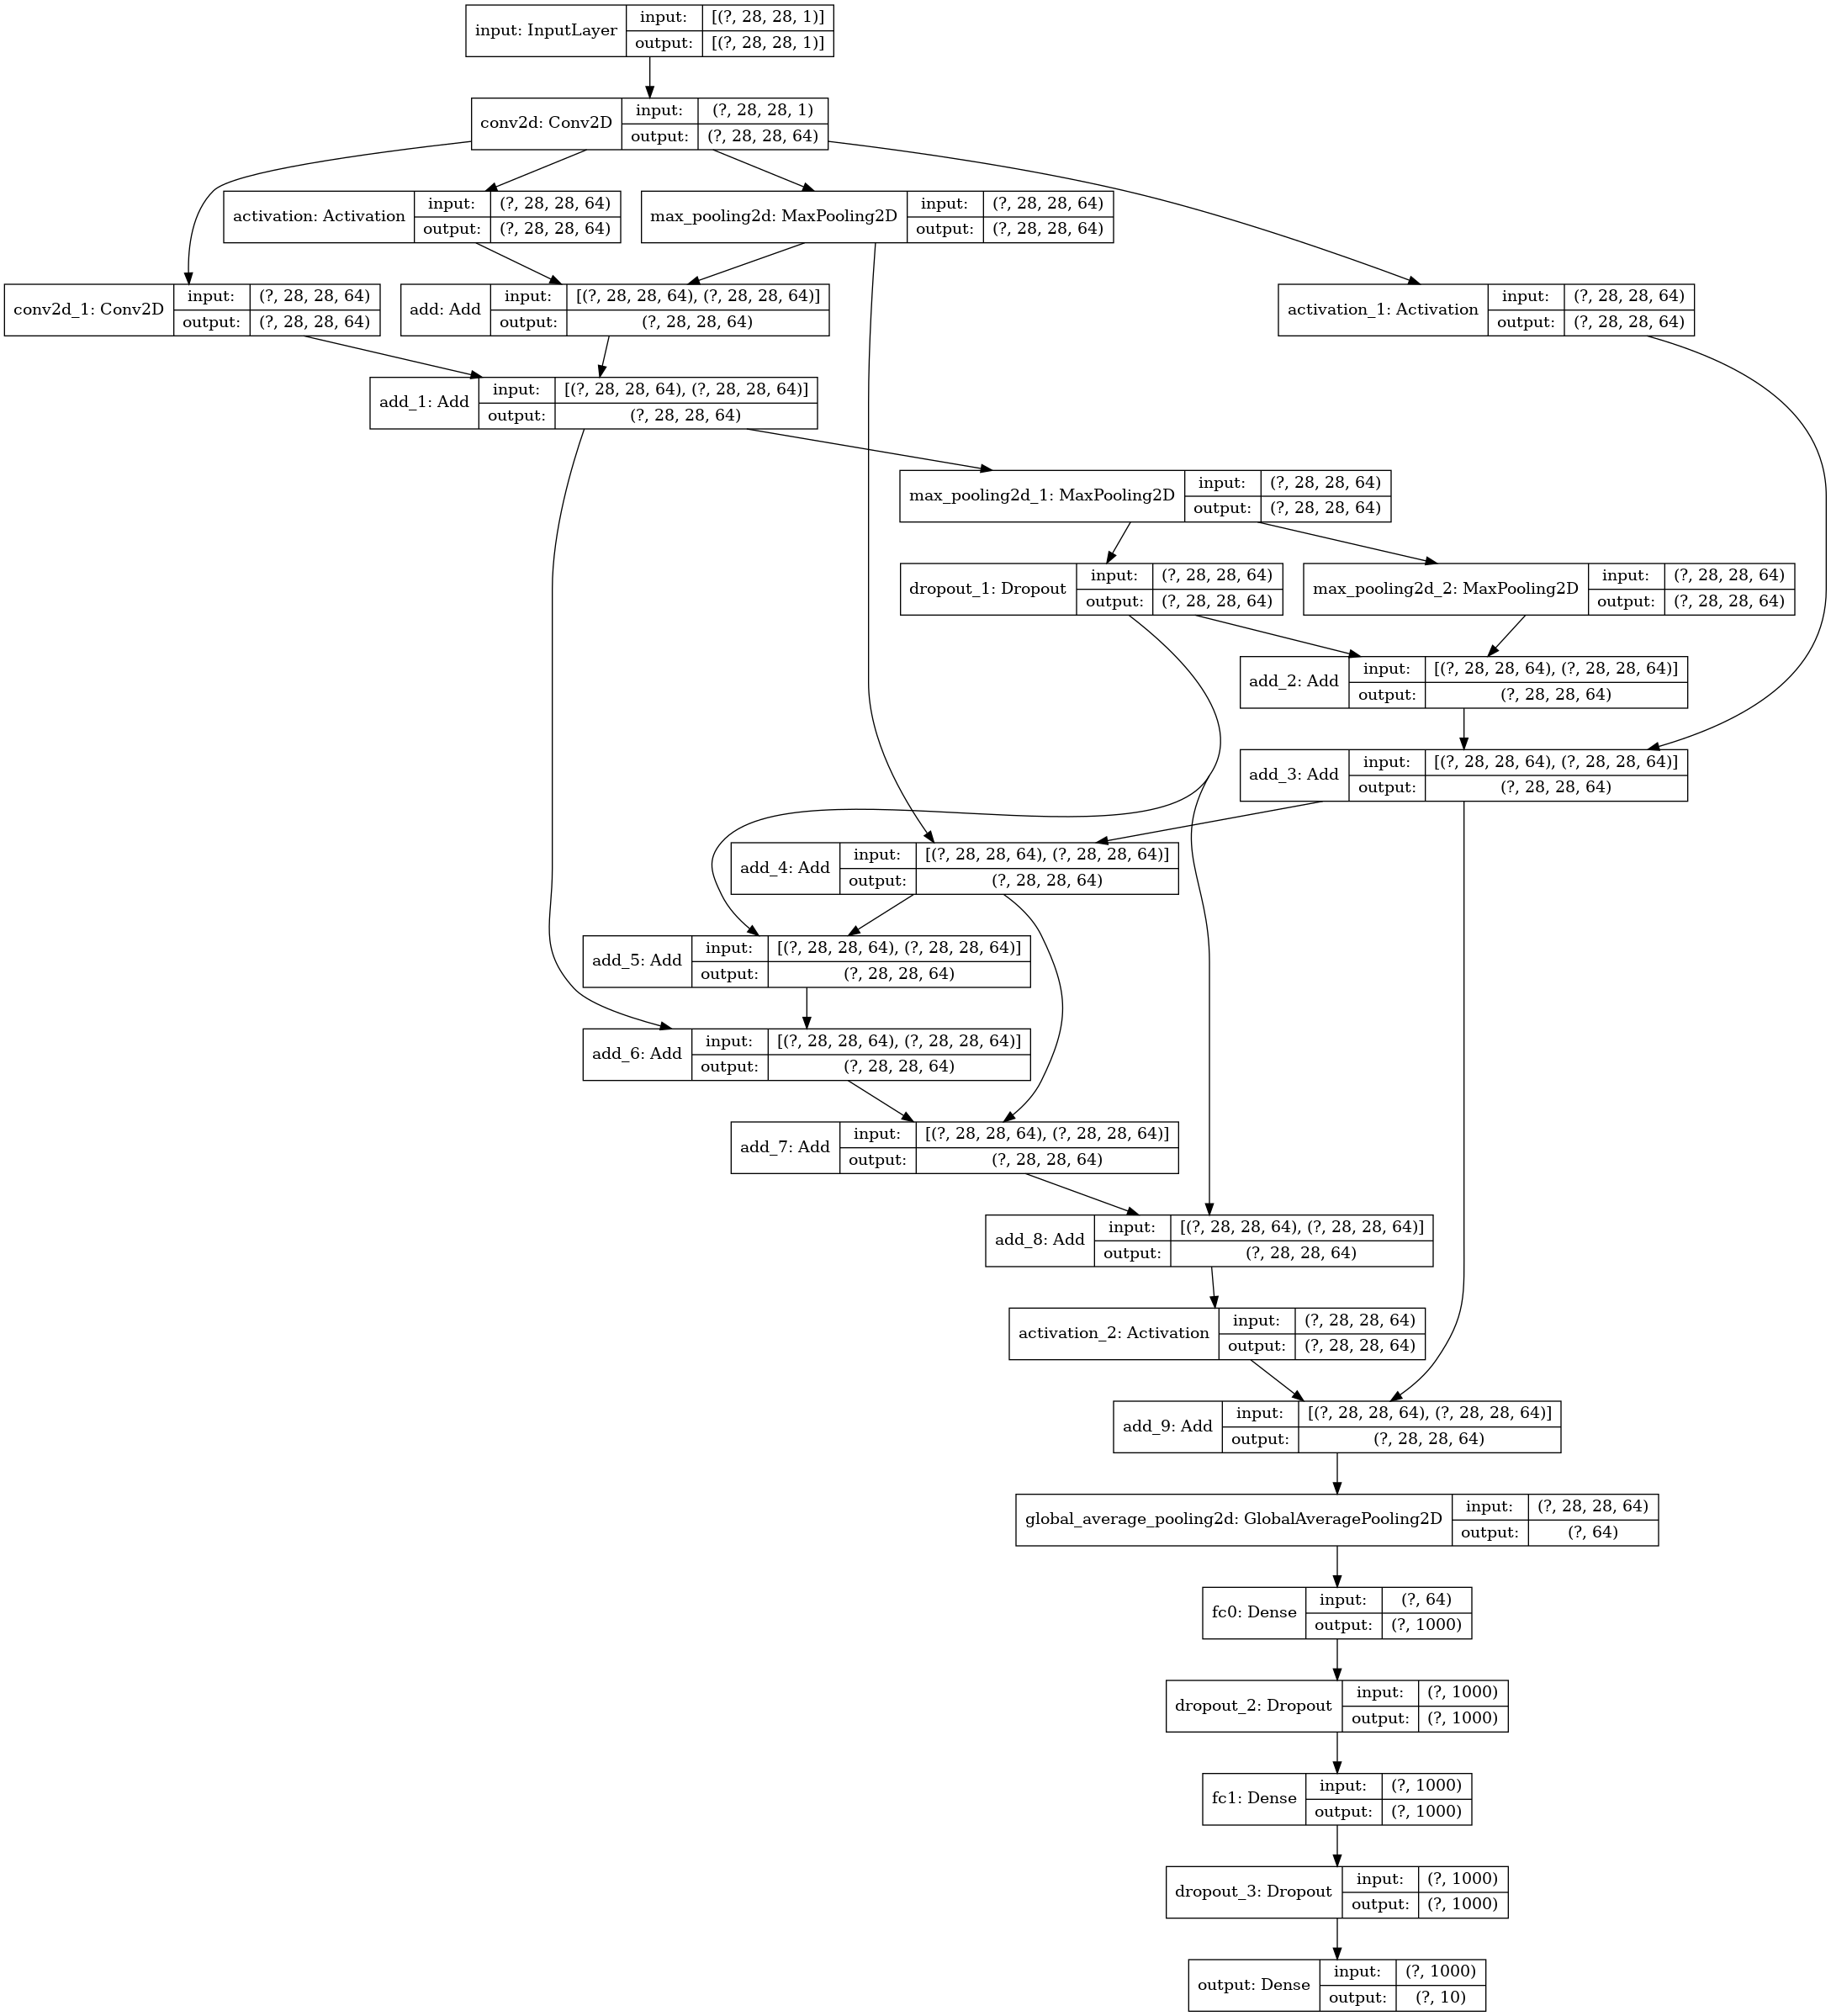 input: InputLayer
input: [(?, 28, 28, 1)]
output: [(?, 28, 28, 1)]
conv2d: Conv2D
input: (?, 28, 28, 1)
output: (?, 28, 28, 64)
activation: Activation
input: (?, 28, 28, 64)
output: (?, 28, 28, 64)
max_pooling2d: MaxPooling2D
input: (?, 28, 28, 64)
output: (?, 28, 28, 64)
conv2d_1: Conv2D
input: (?, 28, 28, 64)
output: (?, 28, 28, 64)
add: Add
input: [(?, 28, 28, 64), (?, 28, 28, 64)]
output: (?, 28, 28, 64)
activation_1: Activation
input: (?, 28, 28, 64)
output: (?, 28, 28, 64)
add_1: Add
input: [(?, 28, 28, 64), (?, 28, 28, 64)]
output: (?, 28, 28, 64)
max_pooling2d_1: MaxPooling2D
input: (?, 28, 28, 64)
output: (?, 28, 28, 64)
dropout_1: Dropout
input: (?, 28, 28, 64)
output: (?, 28, 28, 64)
max_pooling2d_2: MaxPooling2D
input: (?, 28, 28, 64)
output: (?, 28, 28, 64)
add_2: Add
input: [(?, 28, 28, 64), (?, 28, 28, 64)]
output: (?, 28, 28, 64)
add_3: Add
input: [(?, 28, 28, 64), (?, 28, 28, 64)]
output: (?, 28, 28, 64)
add_4: Add
input: [(?, 28, 28, 64), (?, 28, 28, 64)]
output: (?, 28, 28, 64)
add_5: Add
input: [(?, 28, 28, 64), (?, 28, 28, 64)]
output: (?, 28, 28, 64)
add_6: Add
input: [(?, 28, 28, 64), (?, 28, 28, 64)]
output: (?, 28, 28, 64)
add_7: Add
input: [(?, 28, 28, 64), (?, 28, 28, 64)]
output: (?, 28, 28, 64)
add_8: Add
input: [(?, 28, 28, 64), (?, 28, 28, 64)]
output: (?, 28, 28, 64)
activation_2: Activation
input: (?, 28, 28, 64)
output: (?, 28, 28, 64)
add_9: Add
input: [(?, 28, 28, 64), (?, 28, 28, 64)]
output: (?, 28, 28, 64)
global_average_pooling2d: GlobalAveragePooling2D
input: (?, 28, 28, 64)
output: (?, 64)
fc0: Dense
input: (?, 64)
output: (?, 1000)
dropout_2: Dropout
input: (?, 1000)
output: (?, 1000)
fc1: Dense
input: (?, 1000)
output: (?, 1000)
dropout_3: Dropout
input: (?, 1000)
output: (?, 1000)
output: Dense
input: (?, 1000)
output: (?, 10)